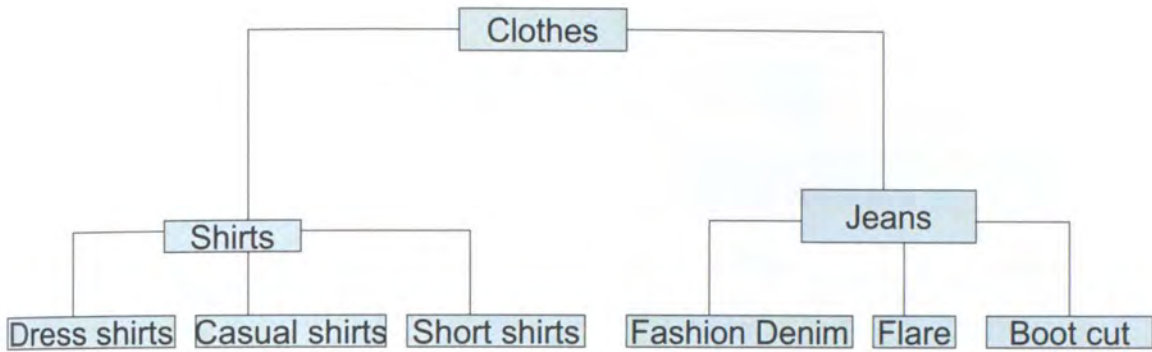 Clothes
Shirts
Jeans
Dress shirts
Casual shirts
Short shirts
Fashion Denim
Flare
Boot cut